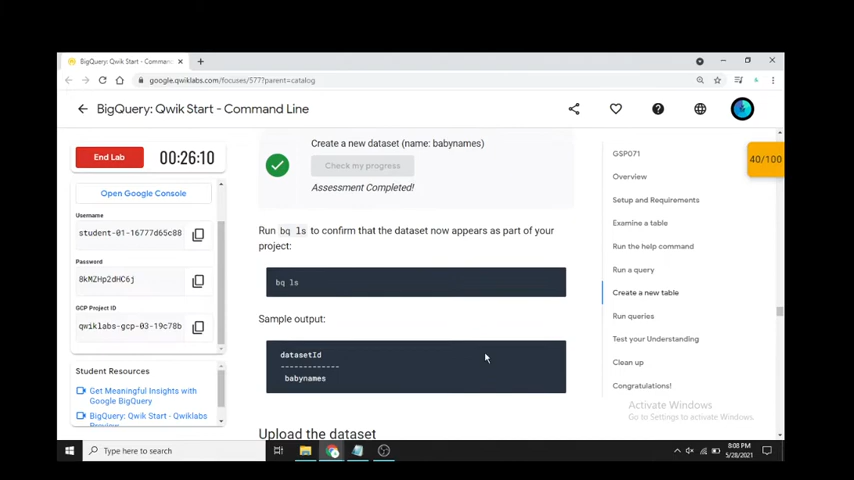 BigQuery: Qwik Start - Comman
google.qwiklabs.com/focuses/577?parent=catalog
BigQuery: Qwik Start - Command Line
End Lab
00:26:10
Open Google Console
Username
student-01-16777d65c88
Password
8kMZHp2dHC6j
GCP Project ID
qwiklabs-gcp-03-19c78b
Student Resources
Get Meaningful Insights with
Google BigQuery
BigQuery: Qwik Start - Qwiklabs
Preview
Create a new dataset (name: babynames)
Check my progress
Assessment Completed!
Run bq ls to confirm that the dataset now appears as part of your
project:
bq ls
Sample output:
datasetId
-------------
babynames
Upload the dataset
40/100
GSP071
Overview
Setup and Requirements
Examine a table
Run the help command
Run a query
Create a new table
Run queries
Test your Understanding
Clean up
Congratulations!
Activate Windows
Go to Settings to activate Windows.
Type here to search
8:08 PM
5/28/2021